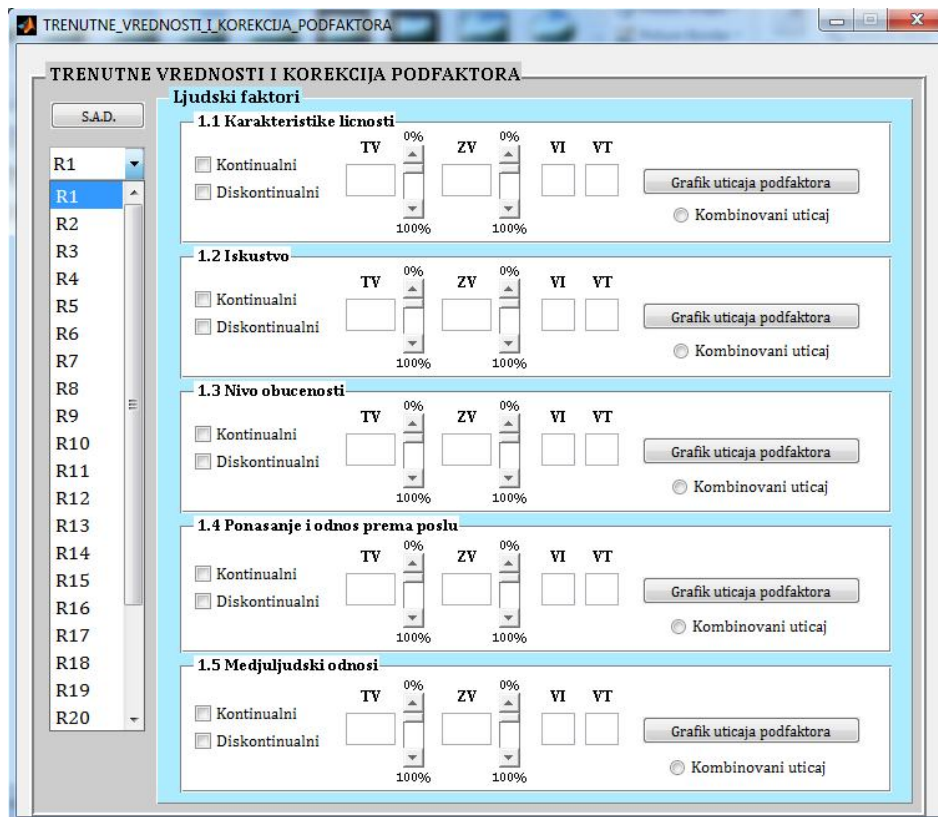 TRENUTNE_VREDNOSTI_I_KOREKCIJA_PODFAKTORA
TRENUTNE VREDNOSTI I KOREKCIJA PODFAKTORA
S.A.D.
R1
R1
R2
R3
R4
R5
R6
R7
R8
R9
R10
R11
R12
R13
R14
R15
R16
R17
R18
R19
R20
Ljudski faktori
1.1 Karakteristike licnosti
TV 0% ZV 0% VI VT
Kontinualni
Diskontinualni
100% 100%
Grafik uticaja podfaktora
Kombinovani uticaj
1.2 Iskustvo
TV 0% ZV 0% VI VT
Kontinualni
Diskontinualni
100% 100%
Grafik uticaja podfaktora
Kombinovani uticaj
1.3 Nivo obucenosti
TV 0% ZV 0% VI VT
Kontinualni
Diskontinualni
100% 100%
Grafik uticaja podfaktora
Kombinovani uticaj
1.4 Ponasanje i odnos prema poslu
TV 0% ZV 0% VI VT
Kontinualni
Diskontinualni
100% 100%
Grafik uticaja podfaktora
Kombinovani uticaj
1.5 Medjuljudski odnosi
TV 0% ZV 0% VI VT
Kontinualni
Diskontinualni
100% 100%
Grafik uticaja podfaktora
Kombinovani uticaj